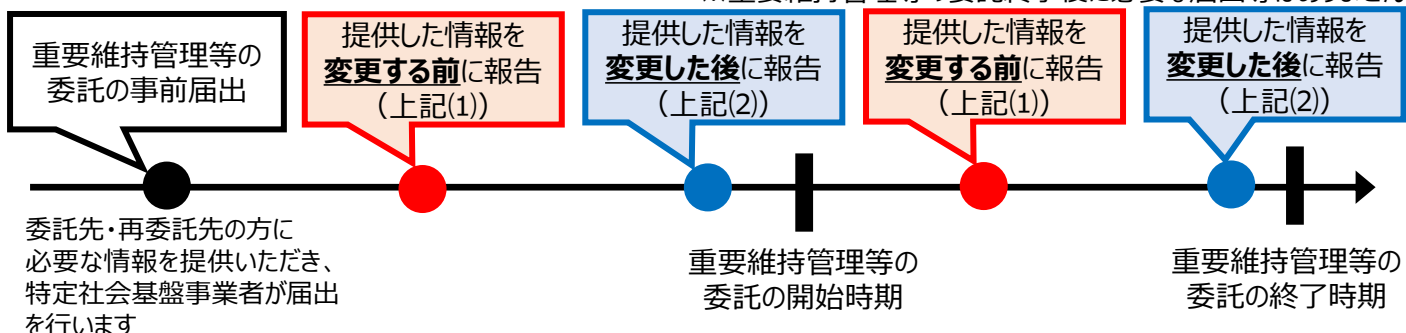 重要維持管理等の
委託の事前届出
提供した情報を
変更する前に報告
（上記⑴）
提供した情報を
変更した後に報告
（上記⑵）
提供した情報を
変更する前に報告
（上記⑴）
提供した情報を
変更した後に報告
（上記⑵）
委託先・再委託先の方に
必要な情報を提供いただき、
特定社会基盤事業者が届出
を行います
重要維持管理等の
委託の開始時期
重要維持管理等の
委託の終了時期